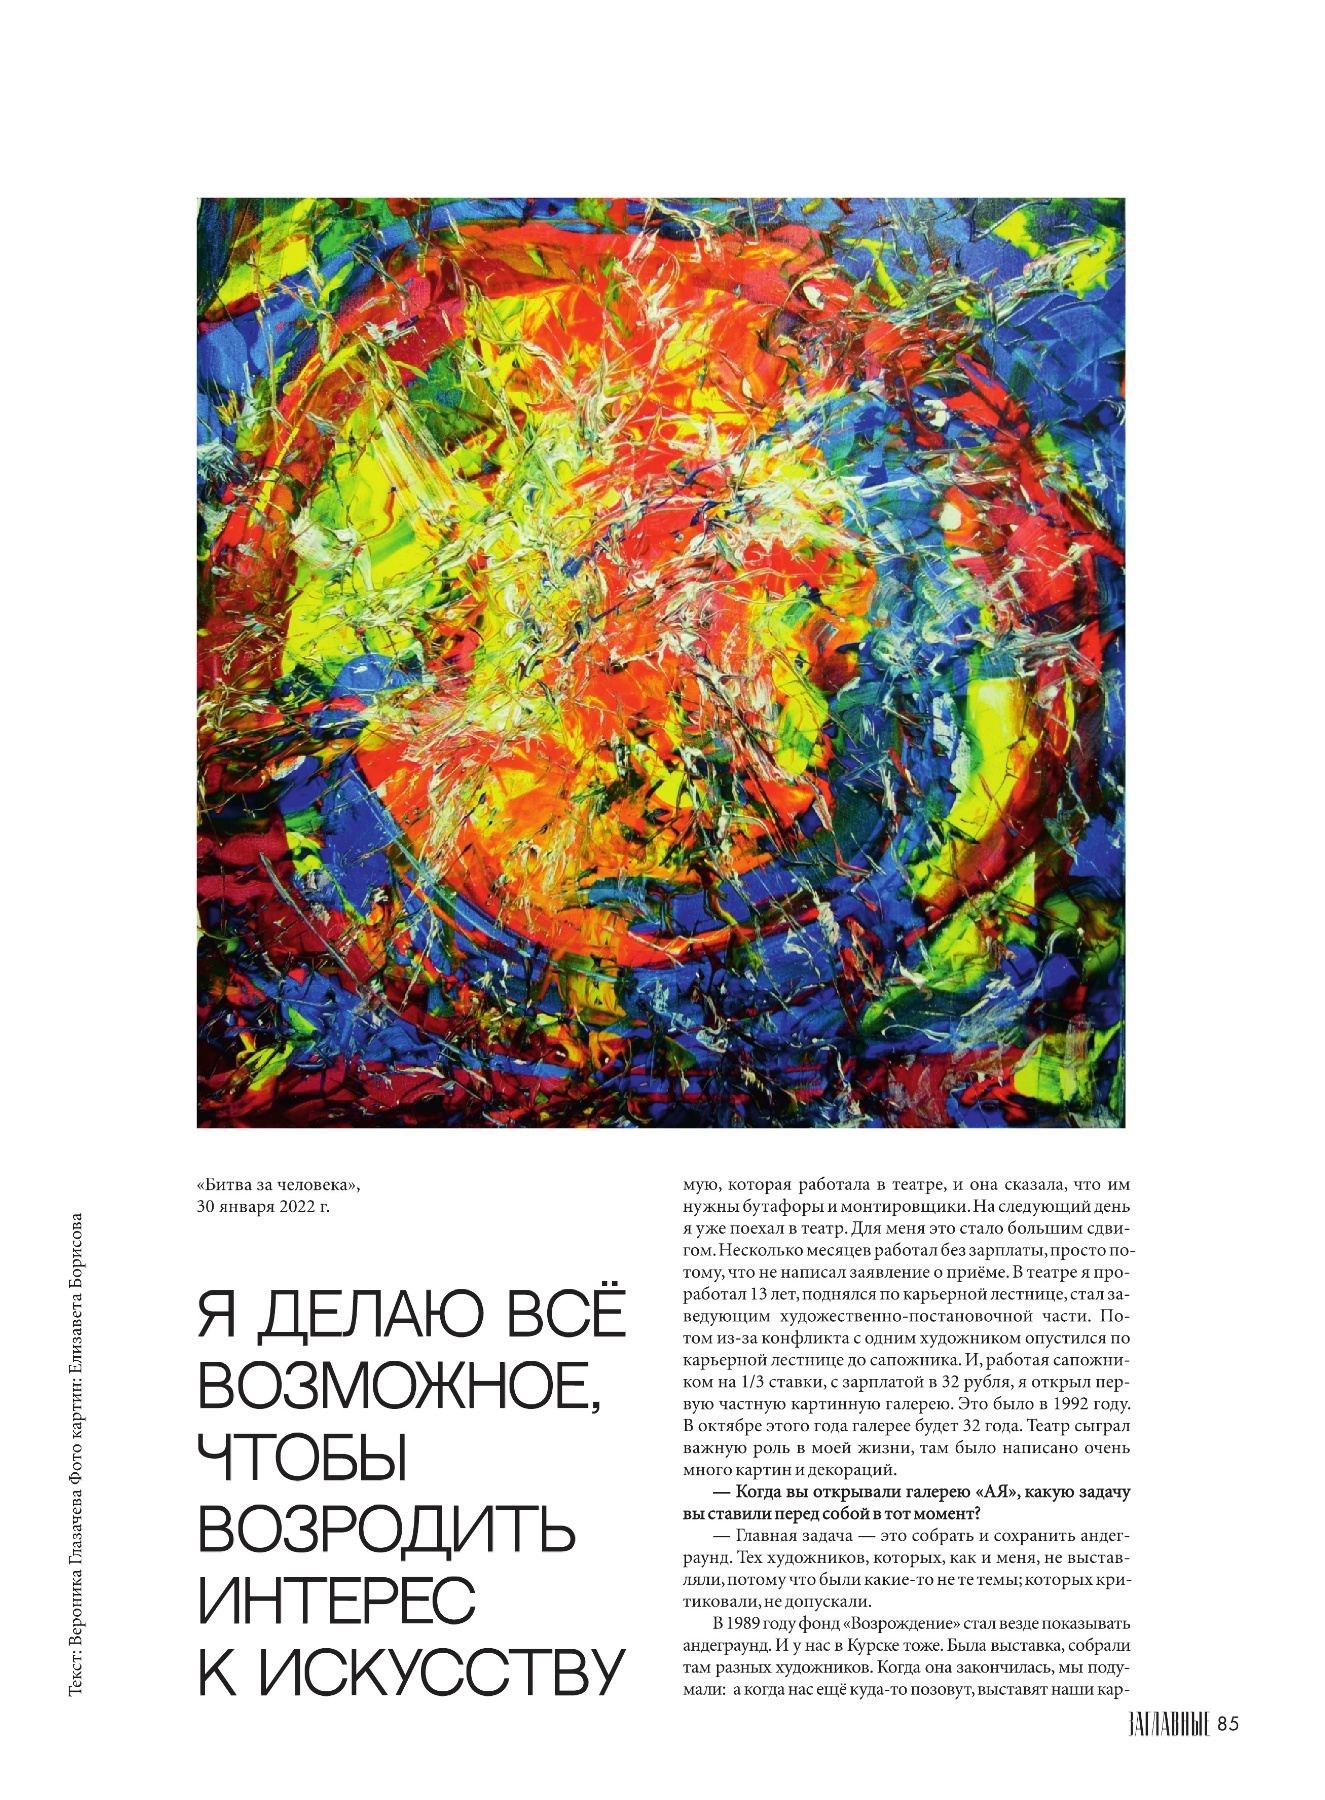 «Битва за человека»,
30 января 2022 г.
Я ДЕЛАЮ ВСЁ
ВОЗМОЖНОЕ,
ЧТОБЫ
ВОЗРОДИТЬ
ИНТЕРЕС
К ИСКУССТВУ
мую, которая работала в театре, и она сказала, что им
нужны бутафоры и монтировщики. На следующий день
я уже поехал в театр. Для меня это стало большим сдви-
гом. Несколько месяцев работал без зарплаты, просто по-
тому, что не написал заявление о приёме. В театре я про-
работал 13 лет, поднялся по карьерной лестнице, стал за-
ведующим художественно-постановочной части. По-
том из-за конфликта с одним художником опустился по
карьерной лестнице до сапожника. И, работая сапожни-
ком на 1/3 ставки, с зарплатой в 32 рубля, я открыл пер-
вую частную картинную галерею. Это было в 1992 году.
В октябре этого года галерее будет 32 года. Театр сыграл
важную роль в моей жизни, там было написано очень
много картин и декораций.
— Когда вы открывали галерею «АЯ», какую задачу
вы ставили перед собой в тот момент?
— Главная задача — это собрать и сохранить андег-
раунд. Тех художников, которых, как и меня, не выстав-
ляли, потому что были какие-то не те темы; которых кри-
тиковали, не допускали.
В 1989 году фонд «Возрождение» стал везде показывать
андеграунд. И у нас в Курске тоже. Была выставка, собрали
там разных художников. Когда она закончилась, мы поду-
мали: а когда нас ещё куда-то позовут, выставят наши кар-
Текст: Вероника Глазачева Фото картин: Елизавета Борисова
ЗАГЛАВНЫЕ 85